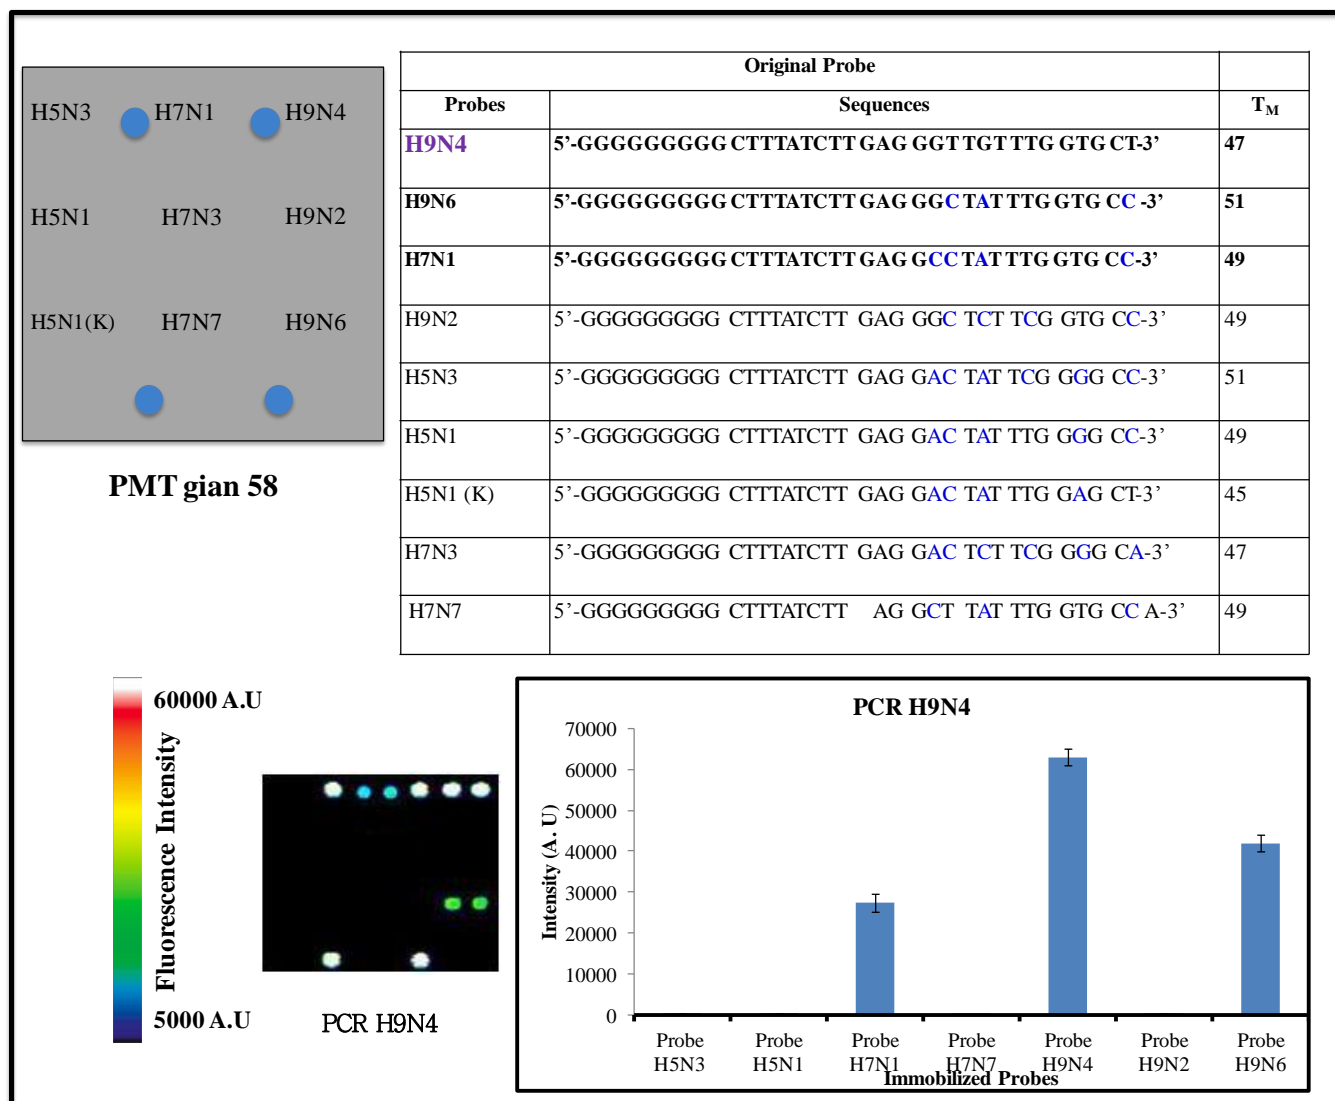 H5N3 H7N1 H9N4
H5N1 H7N3 H9N2
H5N1(K) H7N7 H9N6
PMT gian 58
Original Probe
Probes Sequences TM
H9N4 5’-GGGGGGGGG CTTTATCTT GAG GGTTGTTTG GTG CT-3’ 47
H9N6 5’-GGGGGGGGG CTTTATCTT GAG GGC TATTTG GTG CC -3’ 51
H7N1 5’-GGGGGGGGG CTTTATCTT GAG GCC TATTTG GTG CC-3’ 49
H9N2 5’-GGGGGGGGG CTTTATCTT GAG GGC TCT TCG GTG CC-3’ 49
H5N3 5’-GGGGGGGGG CTTTATCTT GAG GAC TAT TCG GGG CC-3’ 51
H5N1 5’-GGGGGGGGG CTTTATCTT GAG GAC TAT TTG GGG CC-3’ 49
H5N1 (K) 5’-GGGGGGGGG CTTTATCTT GAG GAC TAT TTG GAG CT-3’ 45
H7N3 5’-GGGGGGGGG CTTTATCTT GAG GAC TCT TCG GGG CA-3’ 47
H7N7 5’-GGGGGGGGG CTTTATCTT AG GCT TAT TTG GTG CC A-3’ 49
60000 A.U
Fluorescence Intensity
5000 A.U
PCR H9N4
PCR H9N4
Intensity (A. U)
70000
60000
50000
40000
30000
20000
10000
0
Probe Probe Probe Probe Probe Probe Probe
H5N3 H5N1 H7N1 H7N7 H9N4 H9N2 H9N6
Immobilized Probes